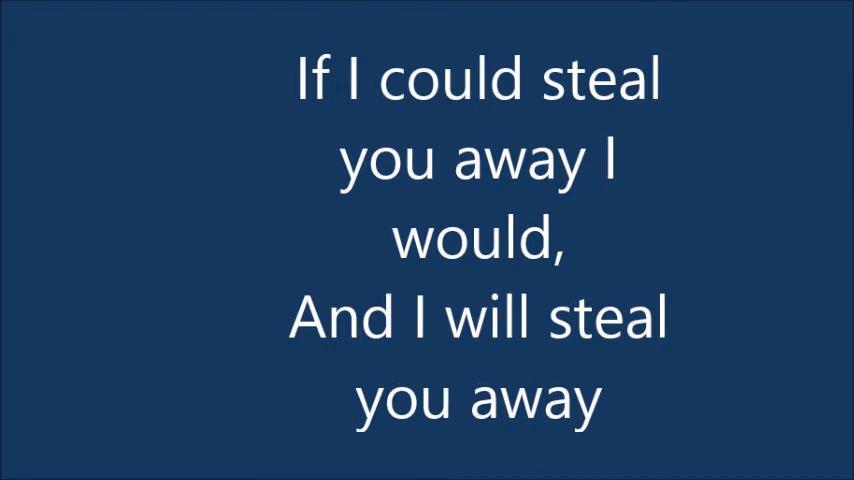 If I could steal
you away I
would,
And I will steal
you away